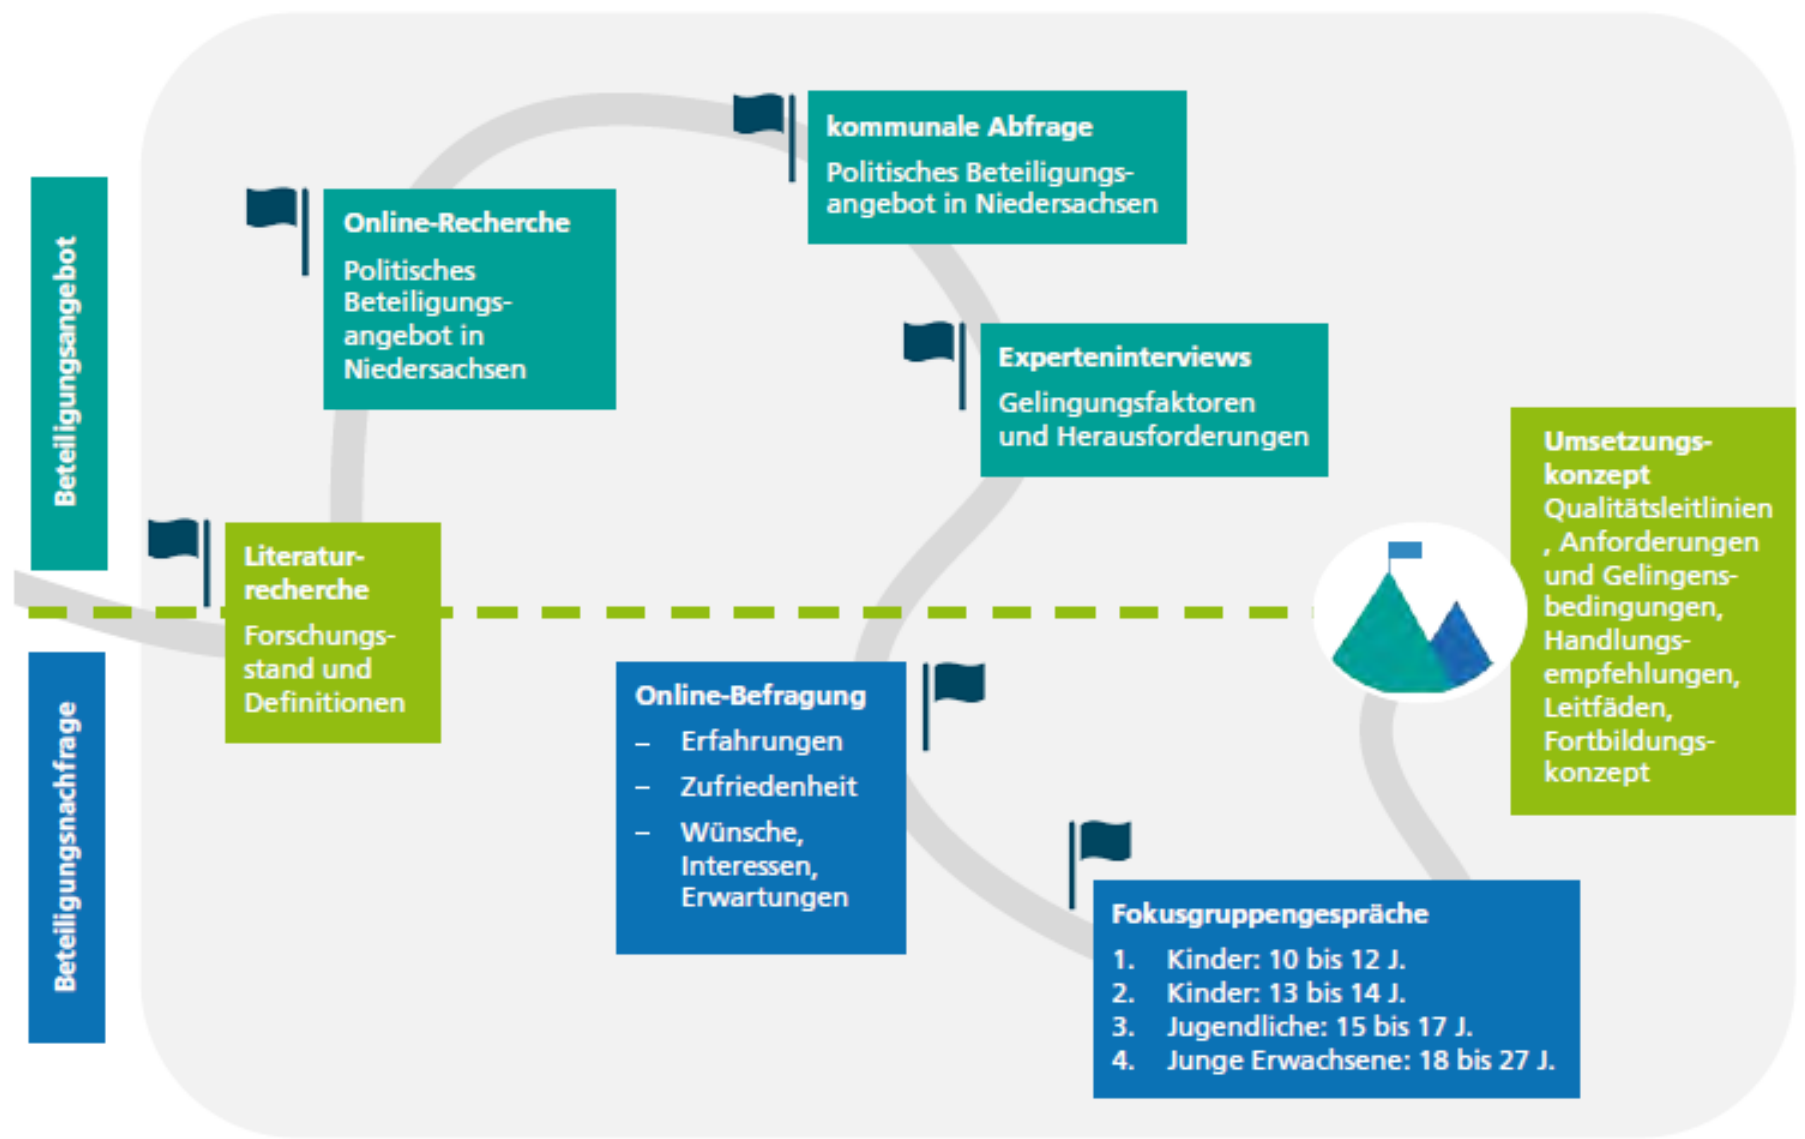 Beteiligungsangebot
Beteiligungsnachfrage
Literatur-
recherche
Forschungs-
stand und
Definitionen
Online-Recherche
Politisches
Beteiligungs-
angebot in
Niedersachsen
kommunale Abfrage
Politisches Beteiligungs-
angebot in Niedersachsen
Experteninterviews
Gelingungsfaktoren
und Herausforderungen
Online-Befragung
– Erfahrungen
– Zufriedenheit
– Wünsche,
Interessen,
Erwartungen
Fokusgruppengespräche
1. Kinder: 10 bis 12 J.
2. Kinder: 13 bis 14 J.
3. Jugendliche: 15 bis 17 J.
4. Junge Erwachsene: 18 bis 27 J.
Umsetzungs-
konzept
Qualitätsleitlinien
, Anforderungen
und Gelingens-
bedingungen,
Handlungs-
empfehlungen,
Leitfäden,
Fortbildungs-
konzept